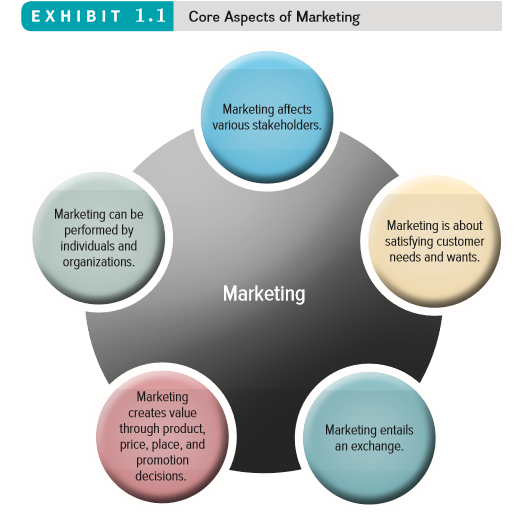 EXHIBIT 1.1 Core Aspects of Marketing
Marketing affects
various stakeholders.
Marketing can be
performed by
individuals and
organizations.
Marketing is about
satisfying customer
needs and wants.
Marketing
Marketing
creates value
through product,
price, place, and
promotion
decisions.
Marketing entails
an exchange.